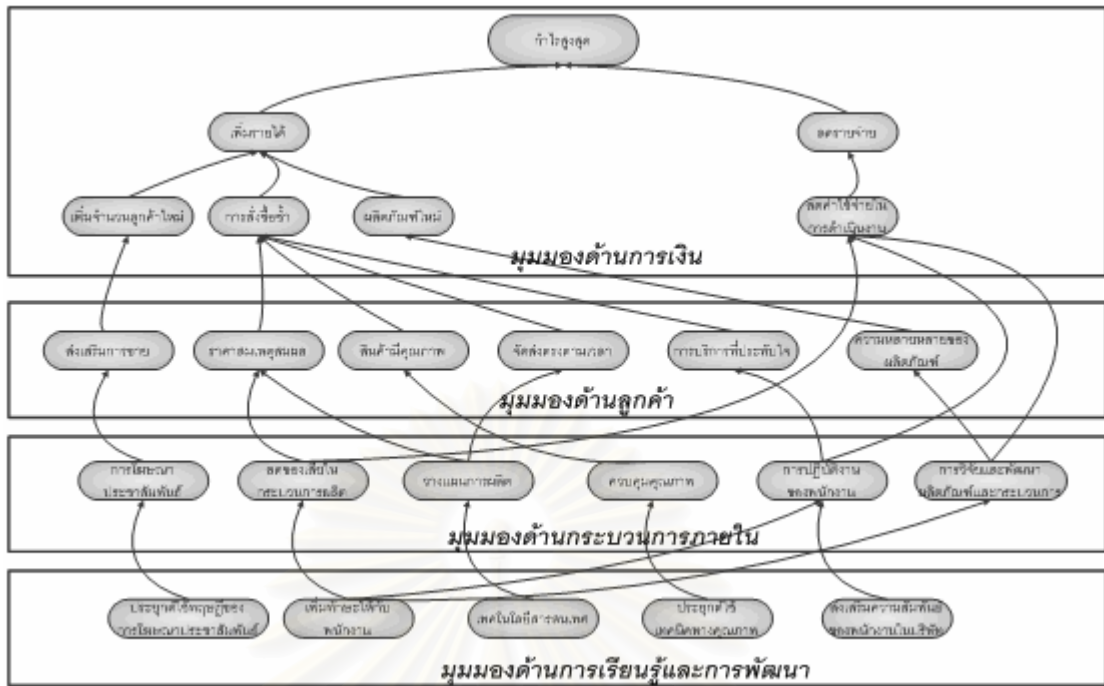 กำไรสูงสุด
เพิ่มรายได้
ลดรายจ่าย
เพิ่มจำนวนลูกค้าใหม่
การสั่งซื้อซ้ำ
ผลิตภัณฑ์ใหม่
ลดค่าใช้จ่ายใน
การดำเนินงาน
มุมมองด้านการเงิน
ส่งเสริมการขาย
ราคาสมเหตุสมผล
สินค้ามีคุณภาพ
จัดส่งตรงตามเวลา
การบริการที่ประทับใจ
ความหลายหลายของ
ผลิตภัณฑ์
มุมมองด้านลูกค้า
การโฆษณา
ประชาสัมพันธ์
ลดของเสียใน
กระบวนการผลิต
วางแผนการผลิต
ควบคุมคุณภาพ
การปฏิบัติงาน
ของพนักงาน
การวิจัยและพัฒนา
ผลิตภัณฑ์และกระบวนการ
มุมมองด้านกระบวนการภายใน
ประยุกต์ใช้ทฤษฎีของ
การโฆษณาประชาสัมพันธ์
เพิ่มทักษะให้กับ
พนักงาน
เทคโนโลยีสารสนเทศ
ประยุกต์ใช้
เทคนิคทางคุณภาพ
ส่งเสริมความสัมพันธ์
ของพนักงานในบริษัท
มุมมองด้านการเรียนรู้และการพัฒนา